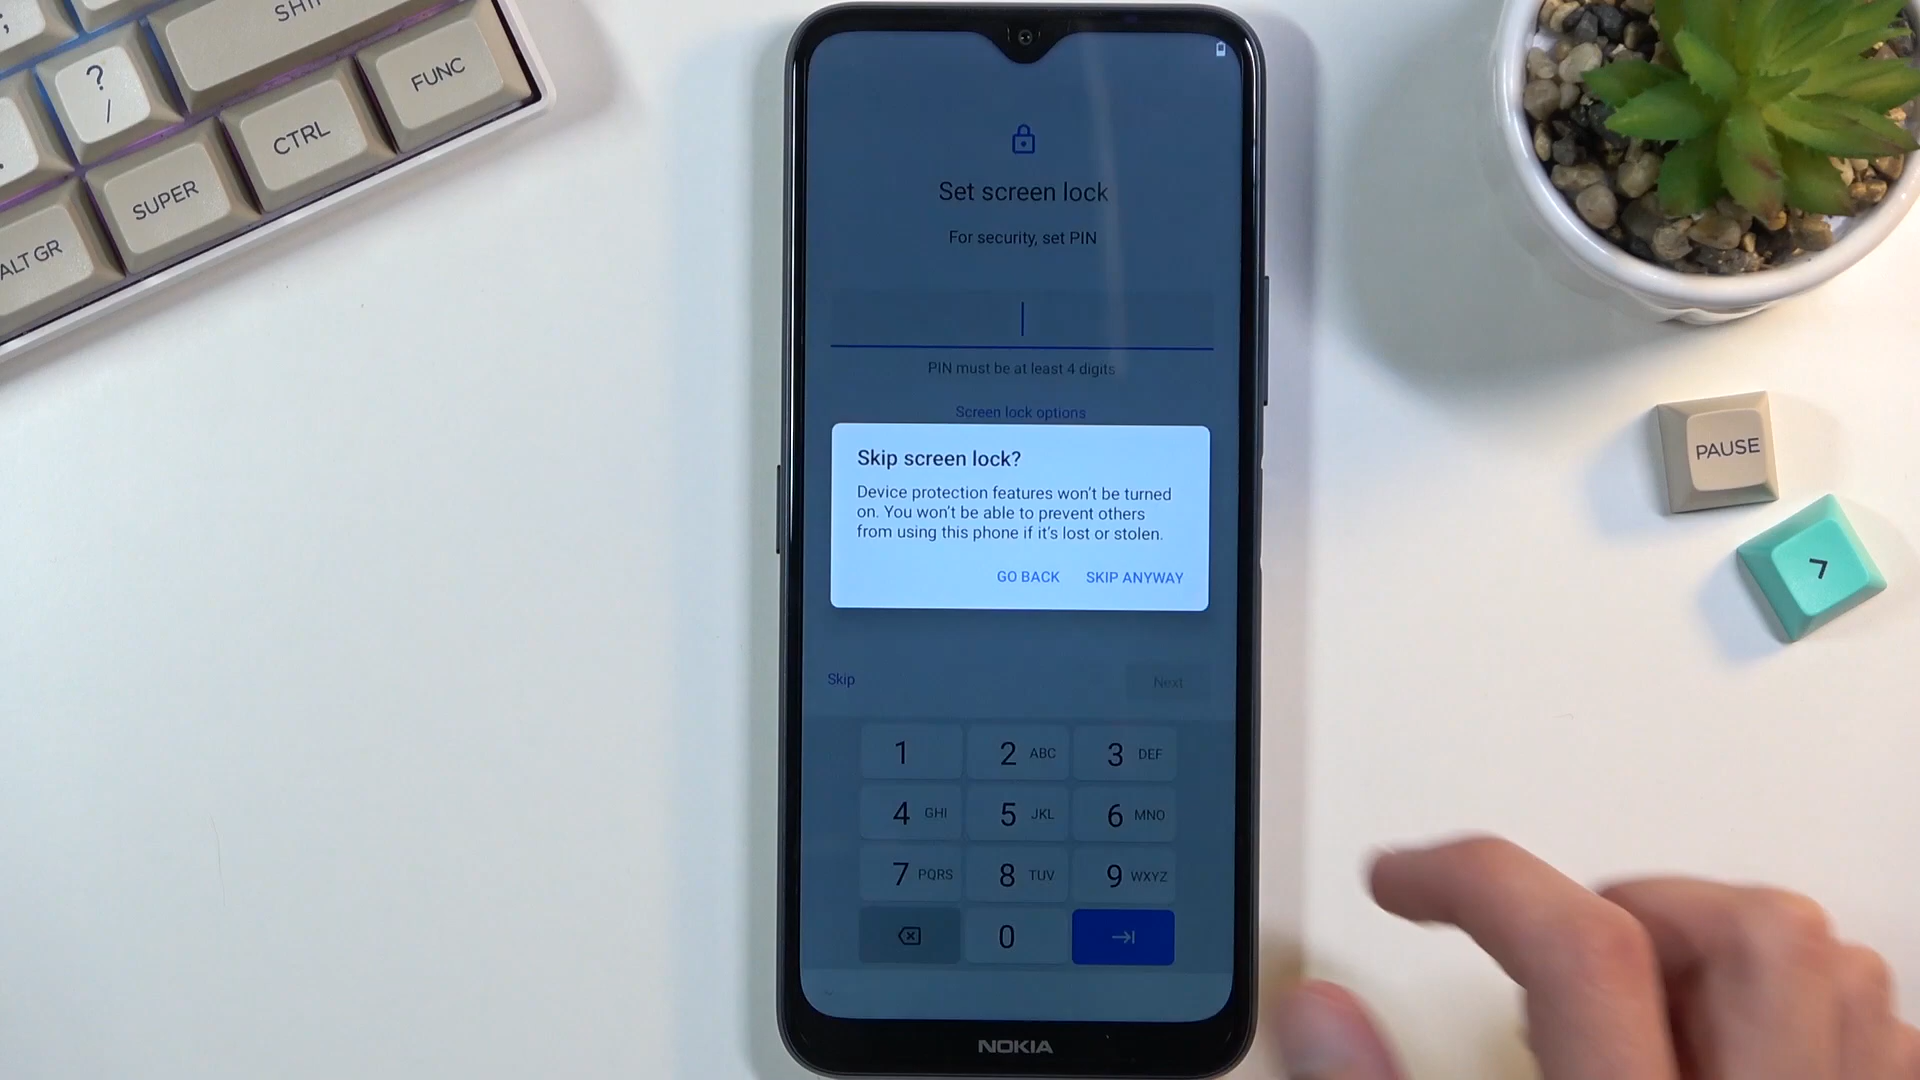 ?
/
FUNC
CTRL
SUPER
ALT GR
Set screen lock
For security, set PIN
PIN must be at least 4 digits
Screen lock options
Skip screen lock?
Device protection features won't be turned
on. You won't be able to prevent others
from using this phone if it's lost or stolen.
GO BACK SKIP ANYWAY
Skip Next
1 2 ABC 3 DEF
4 GHI 5 JKL 6 MNO
7 PQRS 8 TUV 9 WXYZ
0
NOKIA
PAUSE